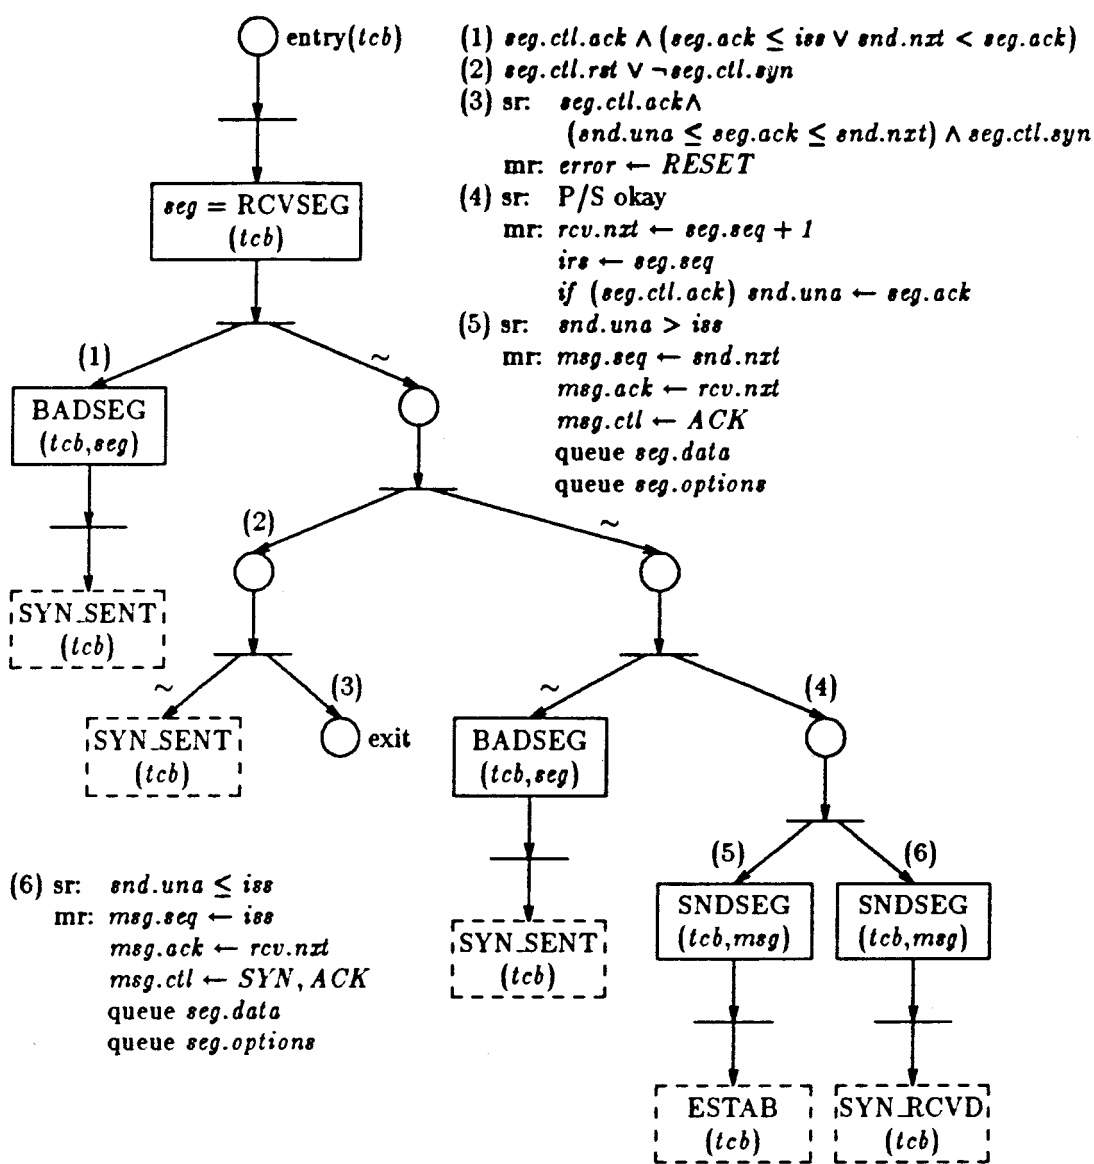 entry(tcb)
(1) seg.ctl.ack ∧ (seg.ack ≤ iss ∨ snd.nxt < seg.ack)
(2) seg.ctl.rst ∨ ¬seg.ctl.syn
(3) sr: seg.ctl.ack∧
(snd.una ≤ seg.ack ≤ snd.nxt) ∧ seg.ctl.syn
mr: error ← RESET
(4) sr: P/S okay
mr: rcv.nxt ← seg.seq + 1
irs ← seg.seq
if (seg.ctl.ack) snd.una ← seg.ack
(5) sr: snd.una > iss
mr: msg.seq ← snd.nxt
msg.ack ← rcv.nxt
msg.ctl ← ACK
queue seg.data
queue seg.options
seg = RCVSEG
(tcb)
(1)
~
BADSEG
(tcb,seg)
(2)
~
SYN_SENT
(tcb)
~
(3)
~
(4)
SYN_SENT
(tcb)
exit
BADSEG
(tcb,seg)
(5)
(6)
(6) sr: snd.una ≤ iss
mr: msg.seq ← iss
msg.ack ← rcv.nxt
msg.ctl ← SYN, ACK
queue seg.data
queue seg.options
SYN_SENT
(tcb)
SNDSEG
(tcb,msg)
SNDSEG
(tcb,msg)
ESTAB
(tcb)
SYN_RCVD
(tcb)